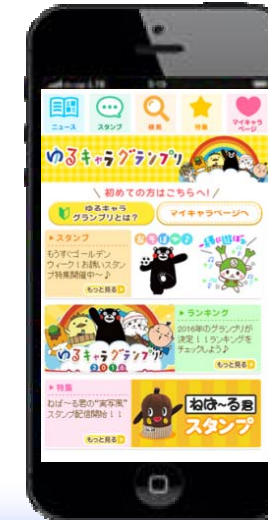 ニュース
スタンプ
検索
特集
マイキャラ
ページ
ゆるキャラグランプリ
初めての方はこちらへ!
ゆるキャラ
グランプリとは?
マイキャラページへ
スタンプ
もうすぐゴールデン
ウィーク!お誘いスタン
プ特集開催中〜♪
もっと見る
ゆるキャラグランプリ
2016
ランキング
2016年のグランプリが
決定!!ランキングを
チェックしよう♪
もっと見る
特集
ねば〜る君の"実写風"
スタンプ配信開始!!
もっと見る
ねば〜る君
スタンプ